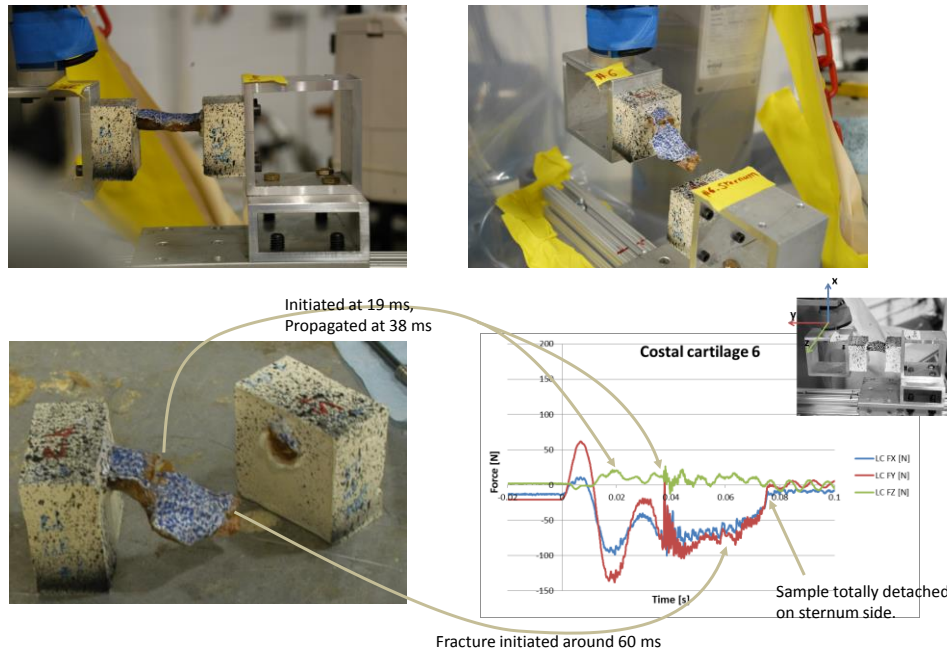 #6
#6 Sternum
Initiated at 19 ms,
Propagated at 38 ms
x
y
z
Costal cartilage 6
200
150
100
50
0
-50
-100
-150
-0.02
0
0.02
0.04
0.06
0.08
0.1
Force [N]
Time [s]
LC FX [N]
LC FY [N]
LC FZ [N]
Sample totally detached
on sternum side.
Fracture initiated around 60 ms